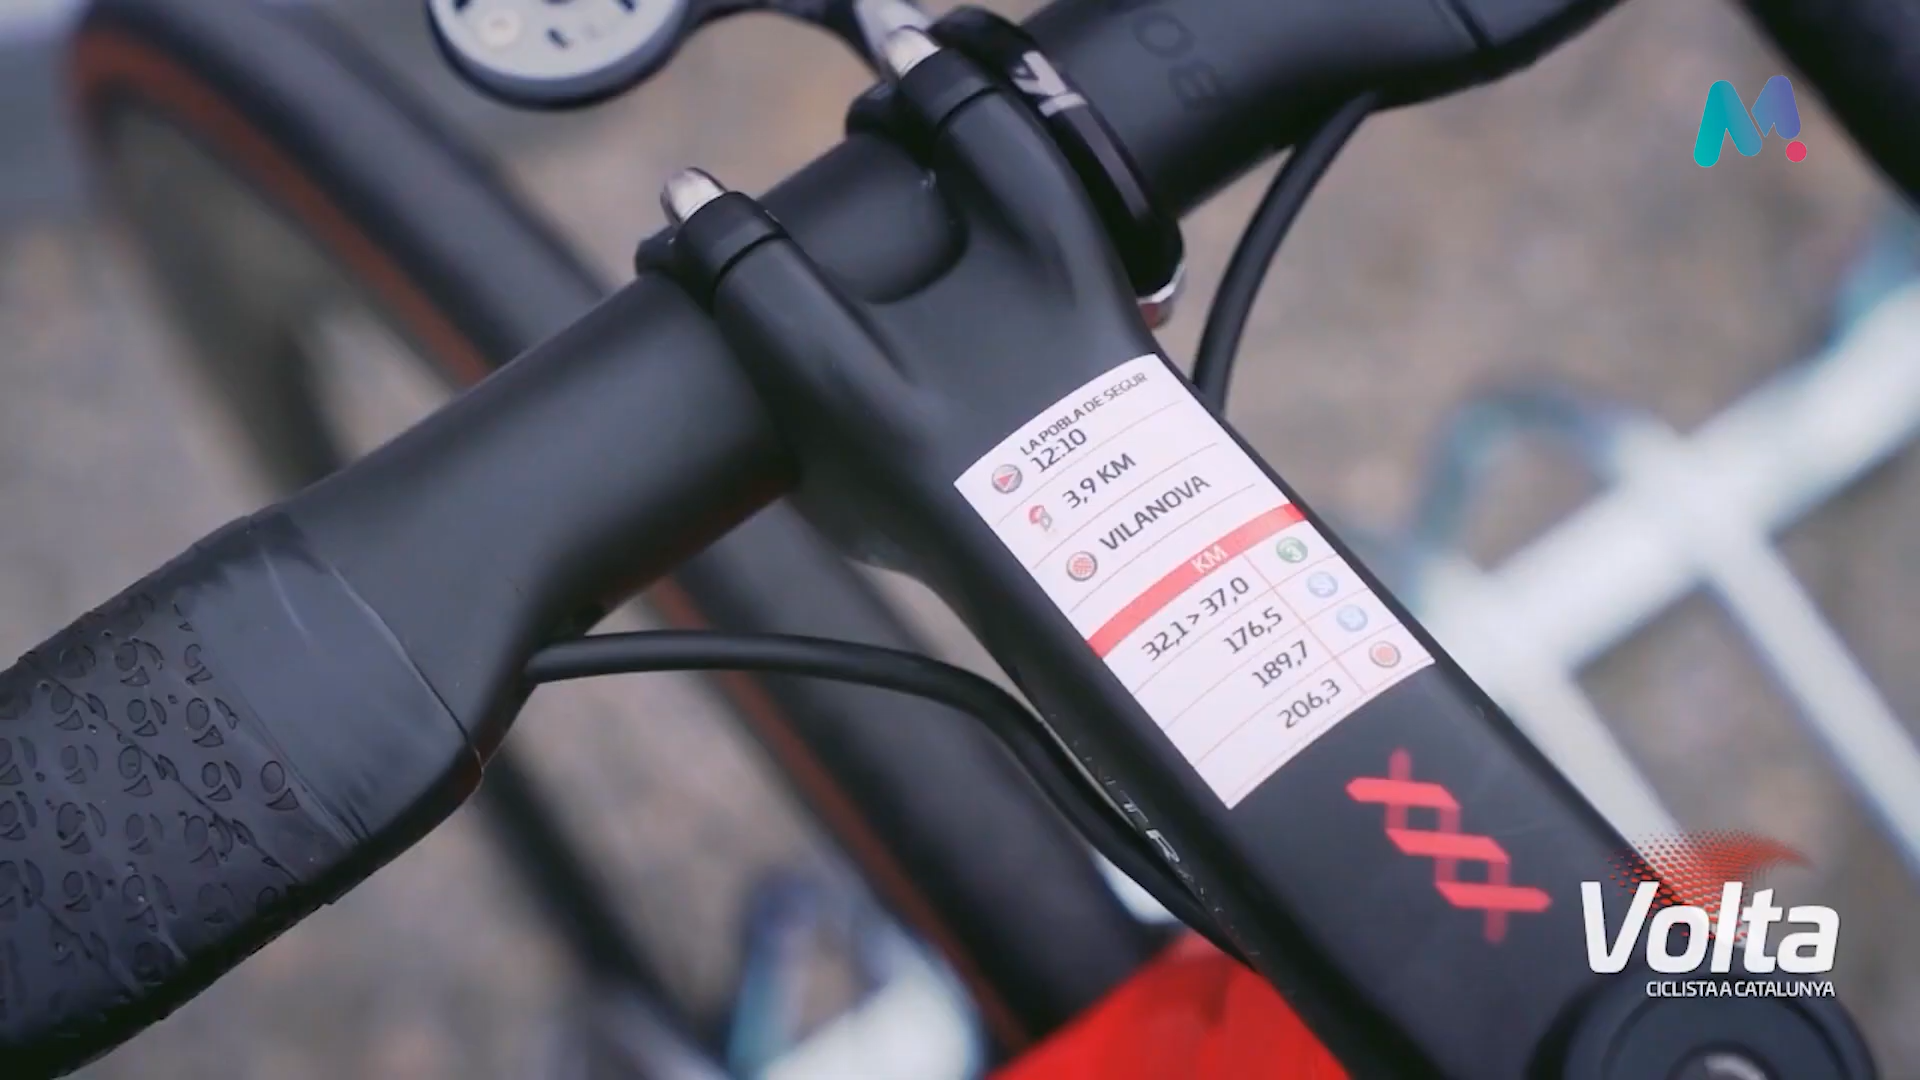 LA POBLA DE SEGUR
12:10
3,9 KM
VILANOVA
KM
32,1 > 37,0 3
176,5
189,7
206,3
Volta
CICLISTA A CATALUNYA